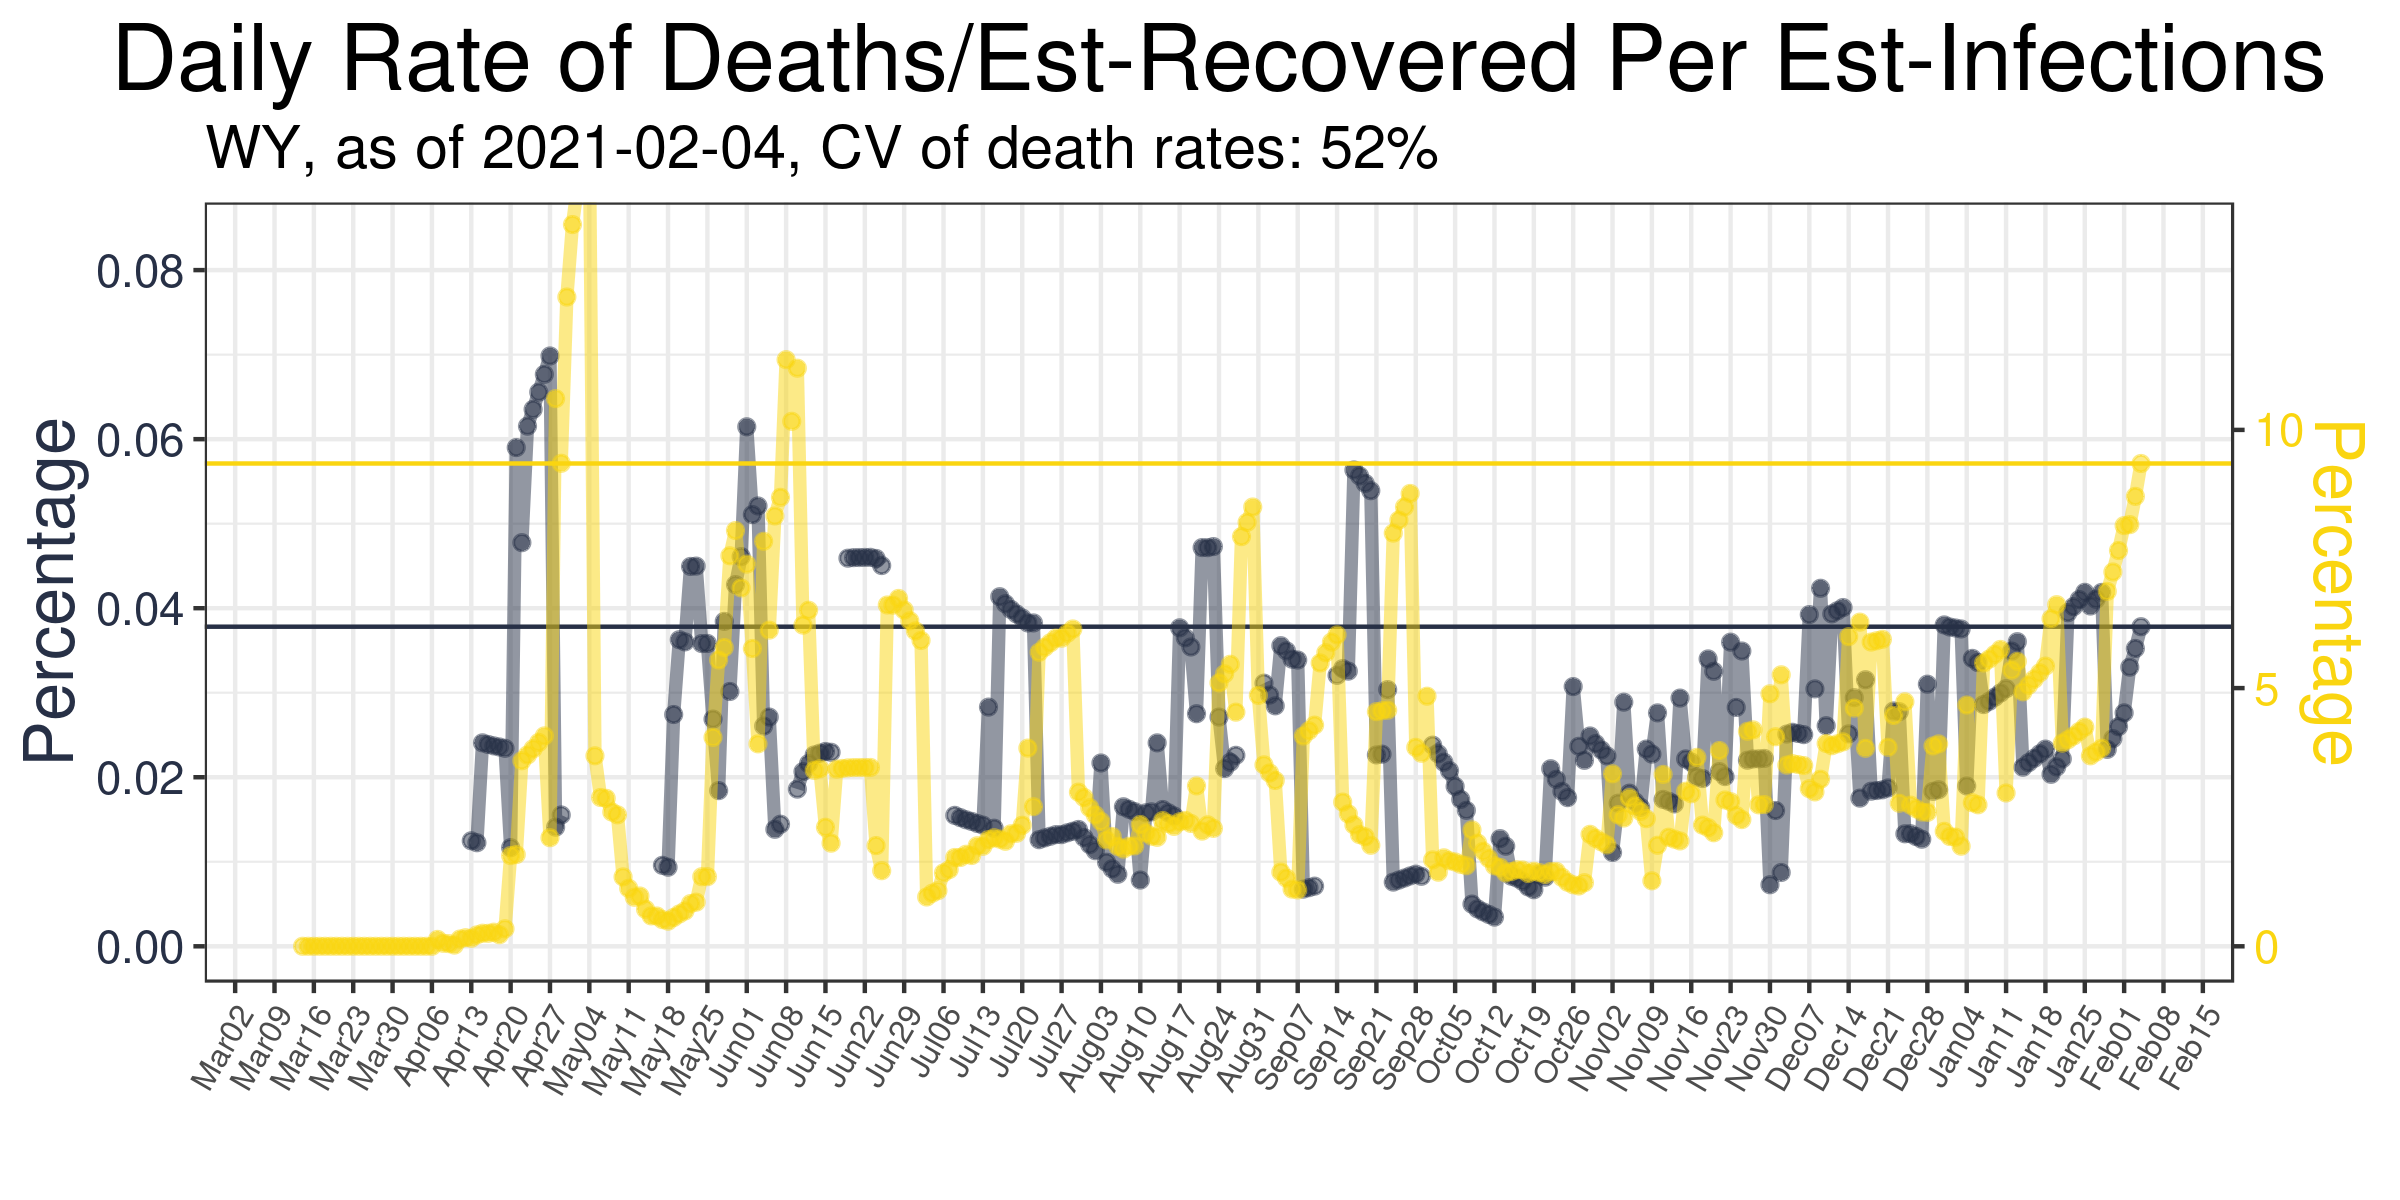 Daily Rate of Deaths/Est-Recovered Per Est-Infections
WY, as of 2021-02-04, CV of death rates: 52%
Percentage
0.08
0.06
0.04
0.02
0.00
10
5
0
Percentage
Mar02 Mar09 Mar16 Mar23 Mar30 Apr06 Apr13 Apr20 Apr27 May04 May11 May18 May25 Jun01 Jun08 Jun15 Jun22 Jun29 Jul06 Jul13 Jul20 Jul27 Aug03 Aug10 Aug17 Aug24 Aug31 Sep07 Sep14 Sep21 Sep28 Oct05 Oct12 Oct19 Oct26 Nov02 Nov09 Nov16 Nov23 Nov30 Dec07 Dec14 Dec21 Dec28 Jan04 Jan11 Jan18 Jan25 Feb01 Feb08 Feb15